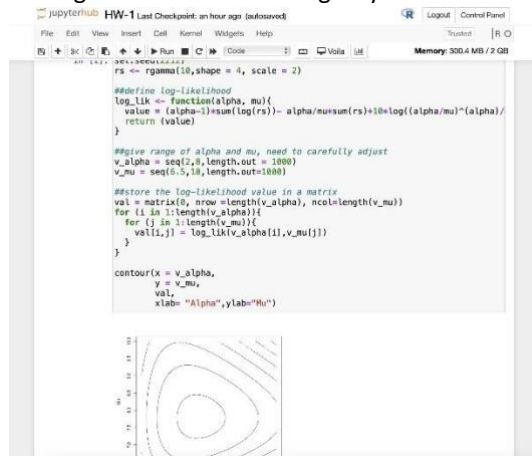 jupyterhub HW-1 Last Checkpoint: an hour ago (autosaved)
Logout Control Panel
File Edit View Insert Cell Kernel Widgets Help
Trusted R O
Run Code Voila Memory: 300.4 MB / 2 GB
rs <- rgamma(10,shape = 4, scale = 2)
##define log-likelihood
log_lik <- function(alpha, mu){
value = (alpha-1)*sum(log(rs))- alpha/mu*sum(rs)+10*log((alpha/mu)^(alpha)/
return (value)
}
##give range of alpha and mu, need to carefully adjust
v_alpha = seq(2,8,length.out = 1000)
v_mu = seq(6.5,10,length.out=1000)
##store the log-likelihood value in a matrix
val = matrix(0, nrow =length(v_alpha), ncol=length(v_mu))
for (i in 1:length(v_alpha)){
for (j in 1:length(v_mu)){
val[i,j] = log_lik(v_alpha[i],v_mu[j])
}
}
contour(x = v_alpha,
y = v_mu,
val,
xlab= "Alpha",ylab="Mu")
Mu